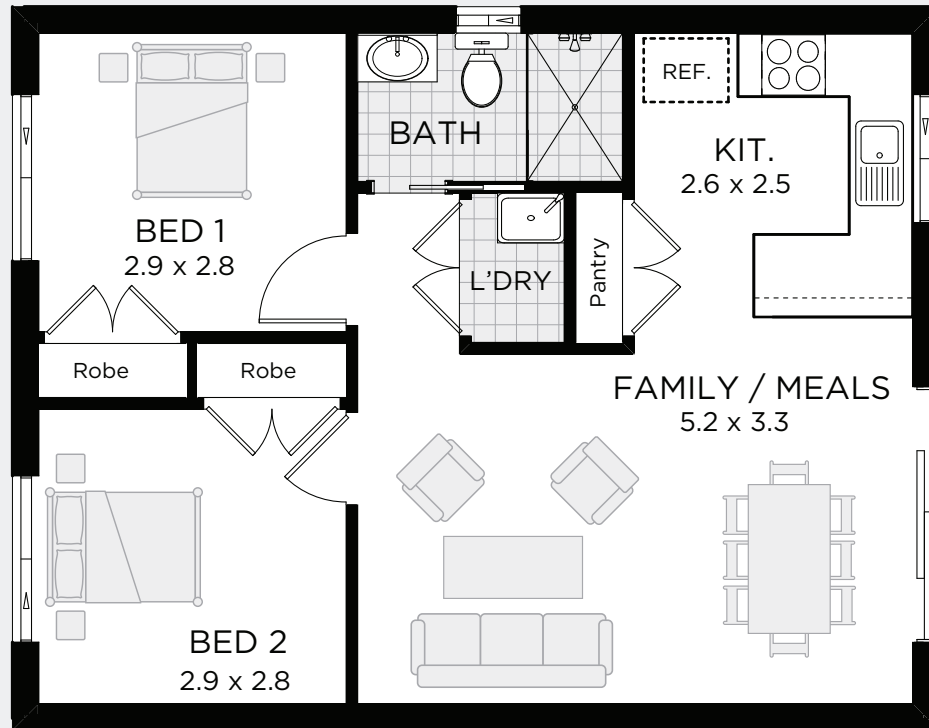 BATH
REF.
KIT.
2.6 x 2.5
BED 1
2.9 x 2.8
L'DRY
Pantry
Robe
Robe
FAMILY / MEALS
5.2 x 3.3
BED 2
2.9 x 2.8